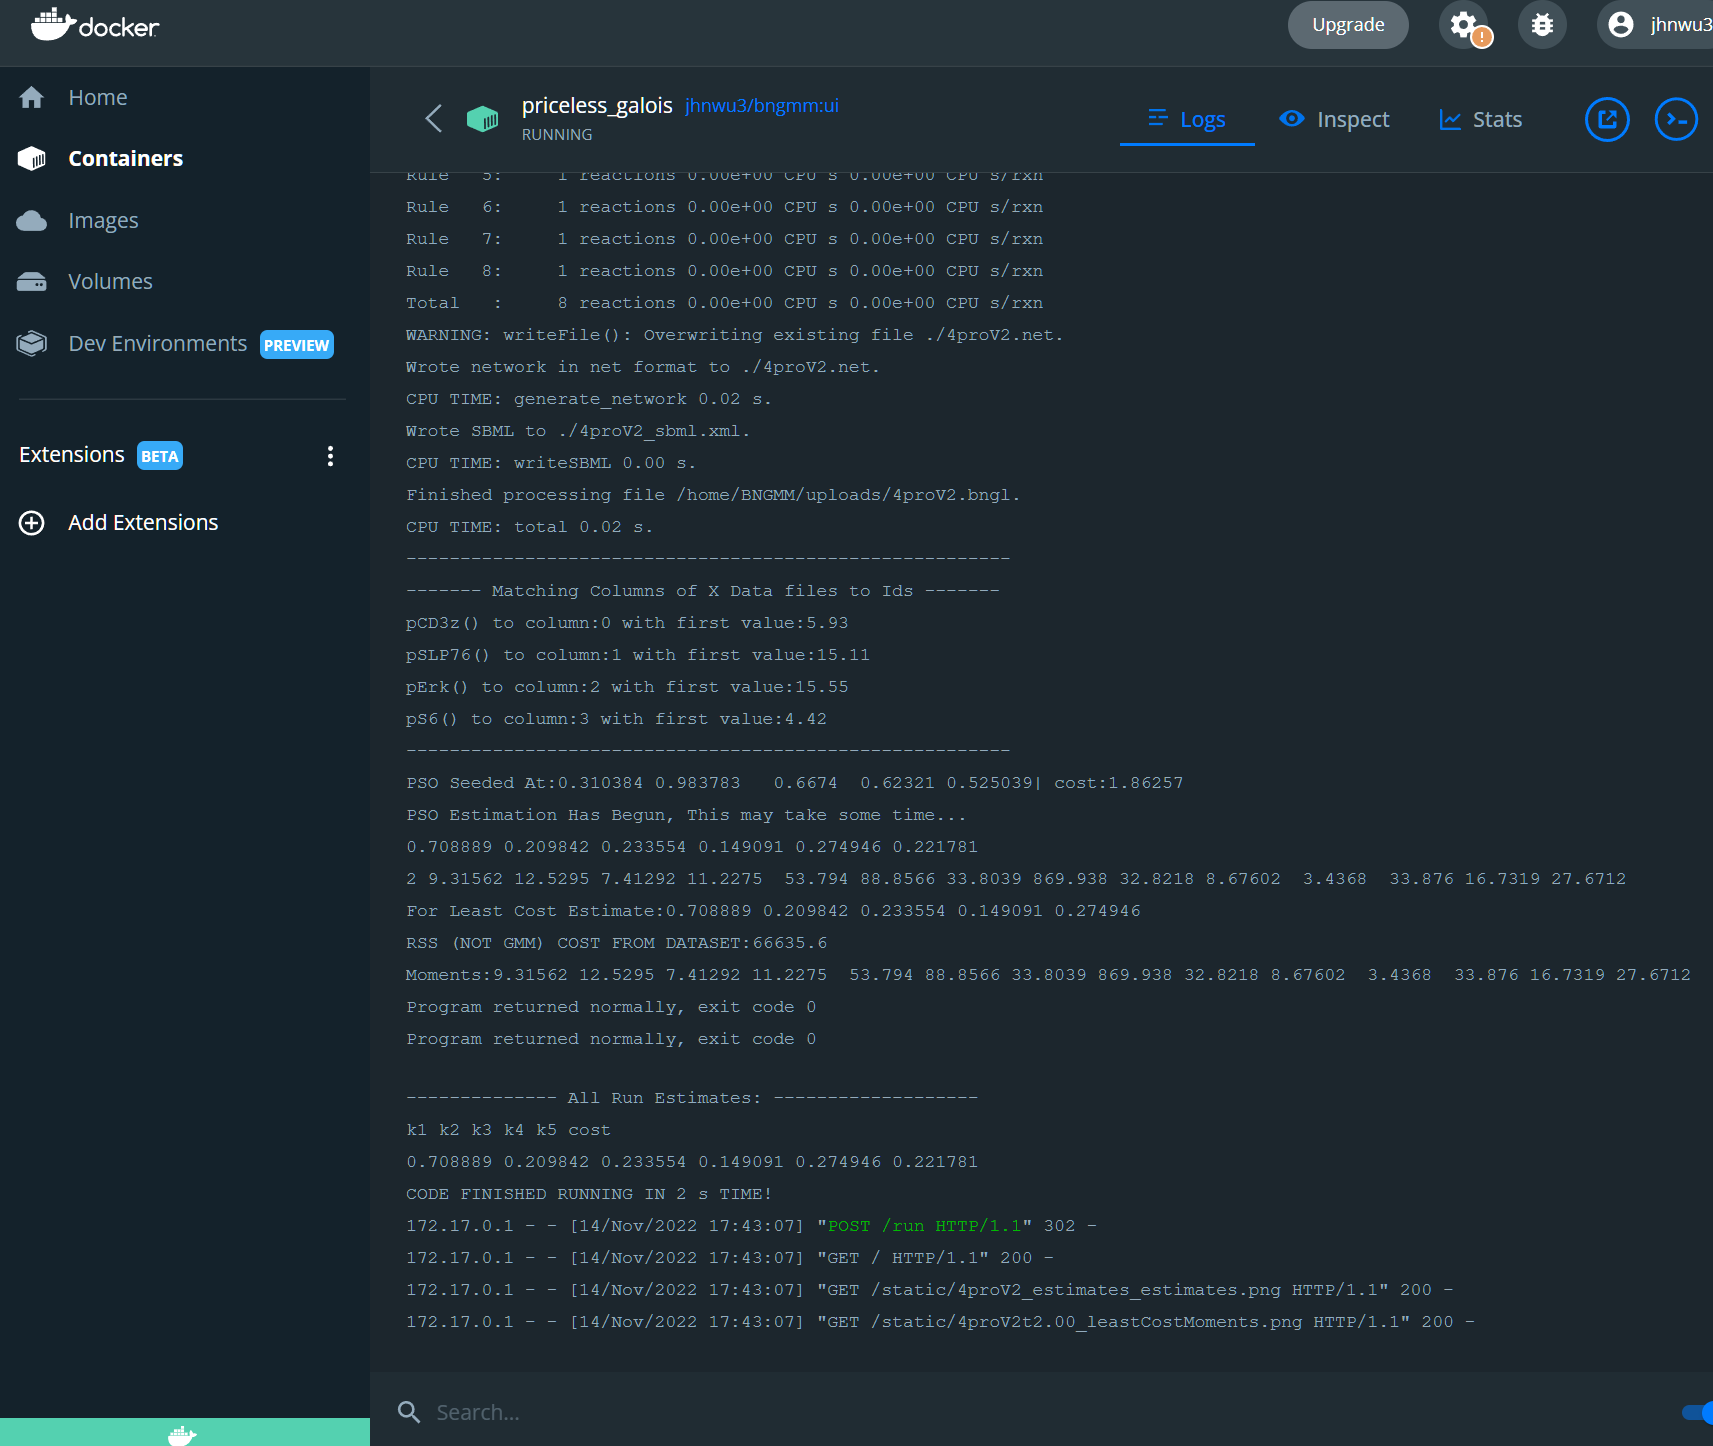 docker
Upgrade
!
jhnwu3
Home
Containers
Images
Volumes
Dev Environments PREVIEW
Extensions BETA
Add Extensions
priceless_galois jhnwu3/bngmm:ui
RUNNING
Logs
Inspect
Stats
Rule   5:     1 reactions 0.00e+00 CPU s 0.00e+00 CPU s/rxn
Rule   6:     1 reactions 0.00e+00 CPU s 0.00e+00 CPU s/rxn
Rule   7:     1 reactions 0.00e+00 CPU s 0.00e+00 CPU s/rxn
Rule   8:     1 reactions 0.00e+00 CPU s 0.00e+00 CPU s/rxn
Total   :     8 reactions 0.00e+00 CPU s 0.00e+00 CPU s/rxn
WARNING: writeFile(): Overwriting existing file ./4proV2.net.
Wrote network in net format to ./4proV2.net.
CPU TIME: generate_network 0.02 s.
Wrote SBML to ./4proV2_sbml.xml.
CPU TIME: writeSBML 0.00 s.
Finished processing file /home/BNGMM/uploads/4proV2.bngl.
CPU TIME: total 0.02 s.
--------------------------------------------------------
------- Matching Columns of X Data files to Ids -------
pCD3z() to column:0 with first value:5.93
pSLP76() to column:1 with first value:15.11
pErk() to column:2 with first value:15.55
pS6() to column:3 with first value:4.42
--------------------------------------------------------
PSO Seeded At:0.310384 0.983783   0.6674  0.62321 0.525039| cost:1.86257
PSO Estimation Has Begun, This may take some time...
0.708889 0.209842 0.233554 0.149091 0.274946 0.221781
2 9.31562 12.5295 7.41292 11.2275  53.794 88.8566 33.8039 869.938 32.8218 8.67602  3.4368  33.876 16.7319 27.6712
For Least Cost Estimate:0.708889 0.209842 0.233554 0.149091 0.274946
RSS (NOT GMM) COST FROM DATASET:66635.6
Moments:9.31562 12.5295 7.41292 11.2275  53.794 88.8566 33.8039 869.938 32.8218 8.67602  3.4368  33.876 16.7319 27.6712
Program returned normally, exit code 0
Program returned normally, exit code 0
-------------- All Run Estimates: -------------------
k1 k2 k3 k4 k5 cost
0.708889 0.209842 0.233554 0.149091 0.274946 0.221781
CODE FINISHED RUNNING IN 2 s TIME!
172.17.0.1 - - [14/Nov/2022 17:43:07] "POST /run HTTP/1.1" 302 -
172.17.0.1 - - [14/Nov/2022 17:43:07] "GET / HTTP/1.1" 200 -
172.17.0.1 - - [14/Nov/2022 17:43:07] "GET /static/4proV2_estimates_estimates.png HTTP/1.1" 200 -
172.17.0.1 - - [14/Nov/2022 17:43:07] "GET /static/4proV2t2.00_leastCostMoments.png HTTP/1.1" 200 -
Search...